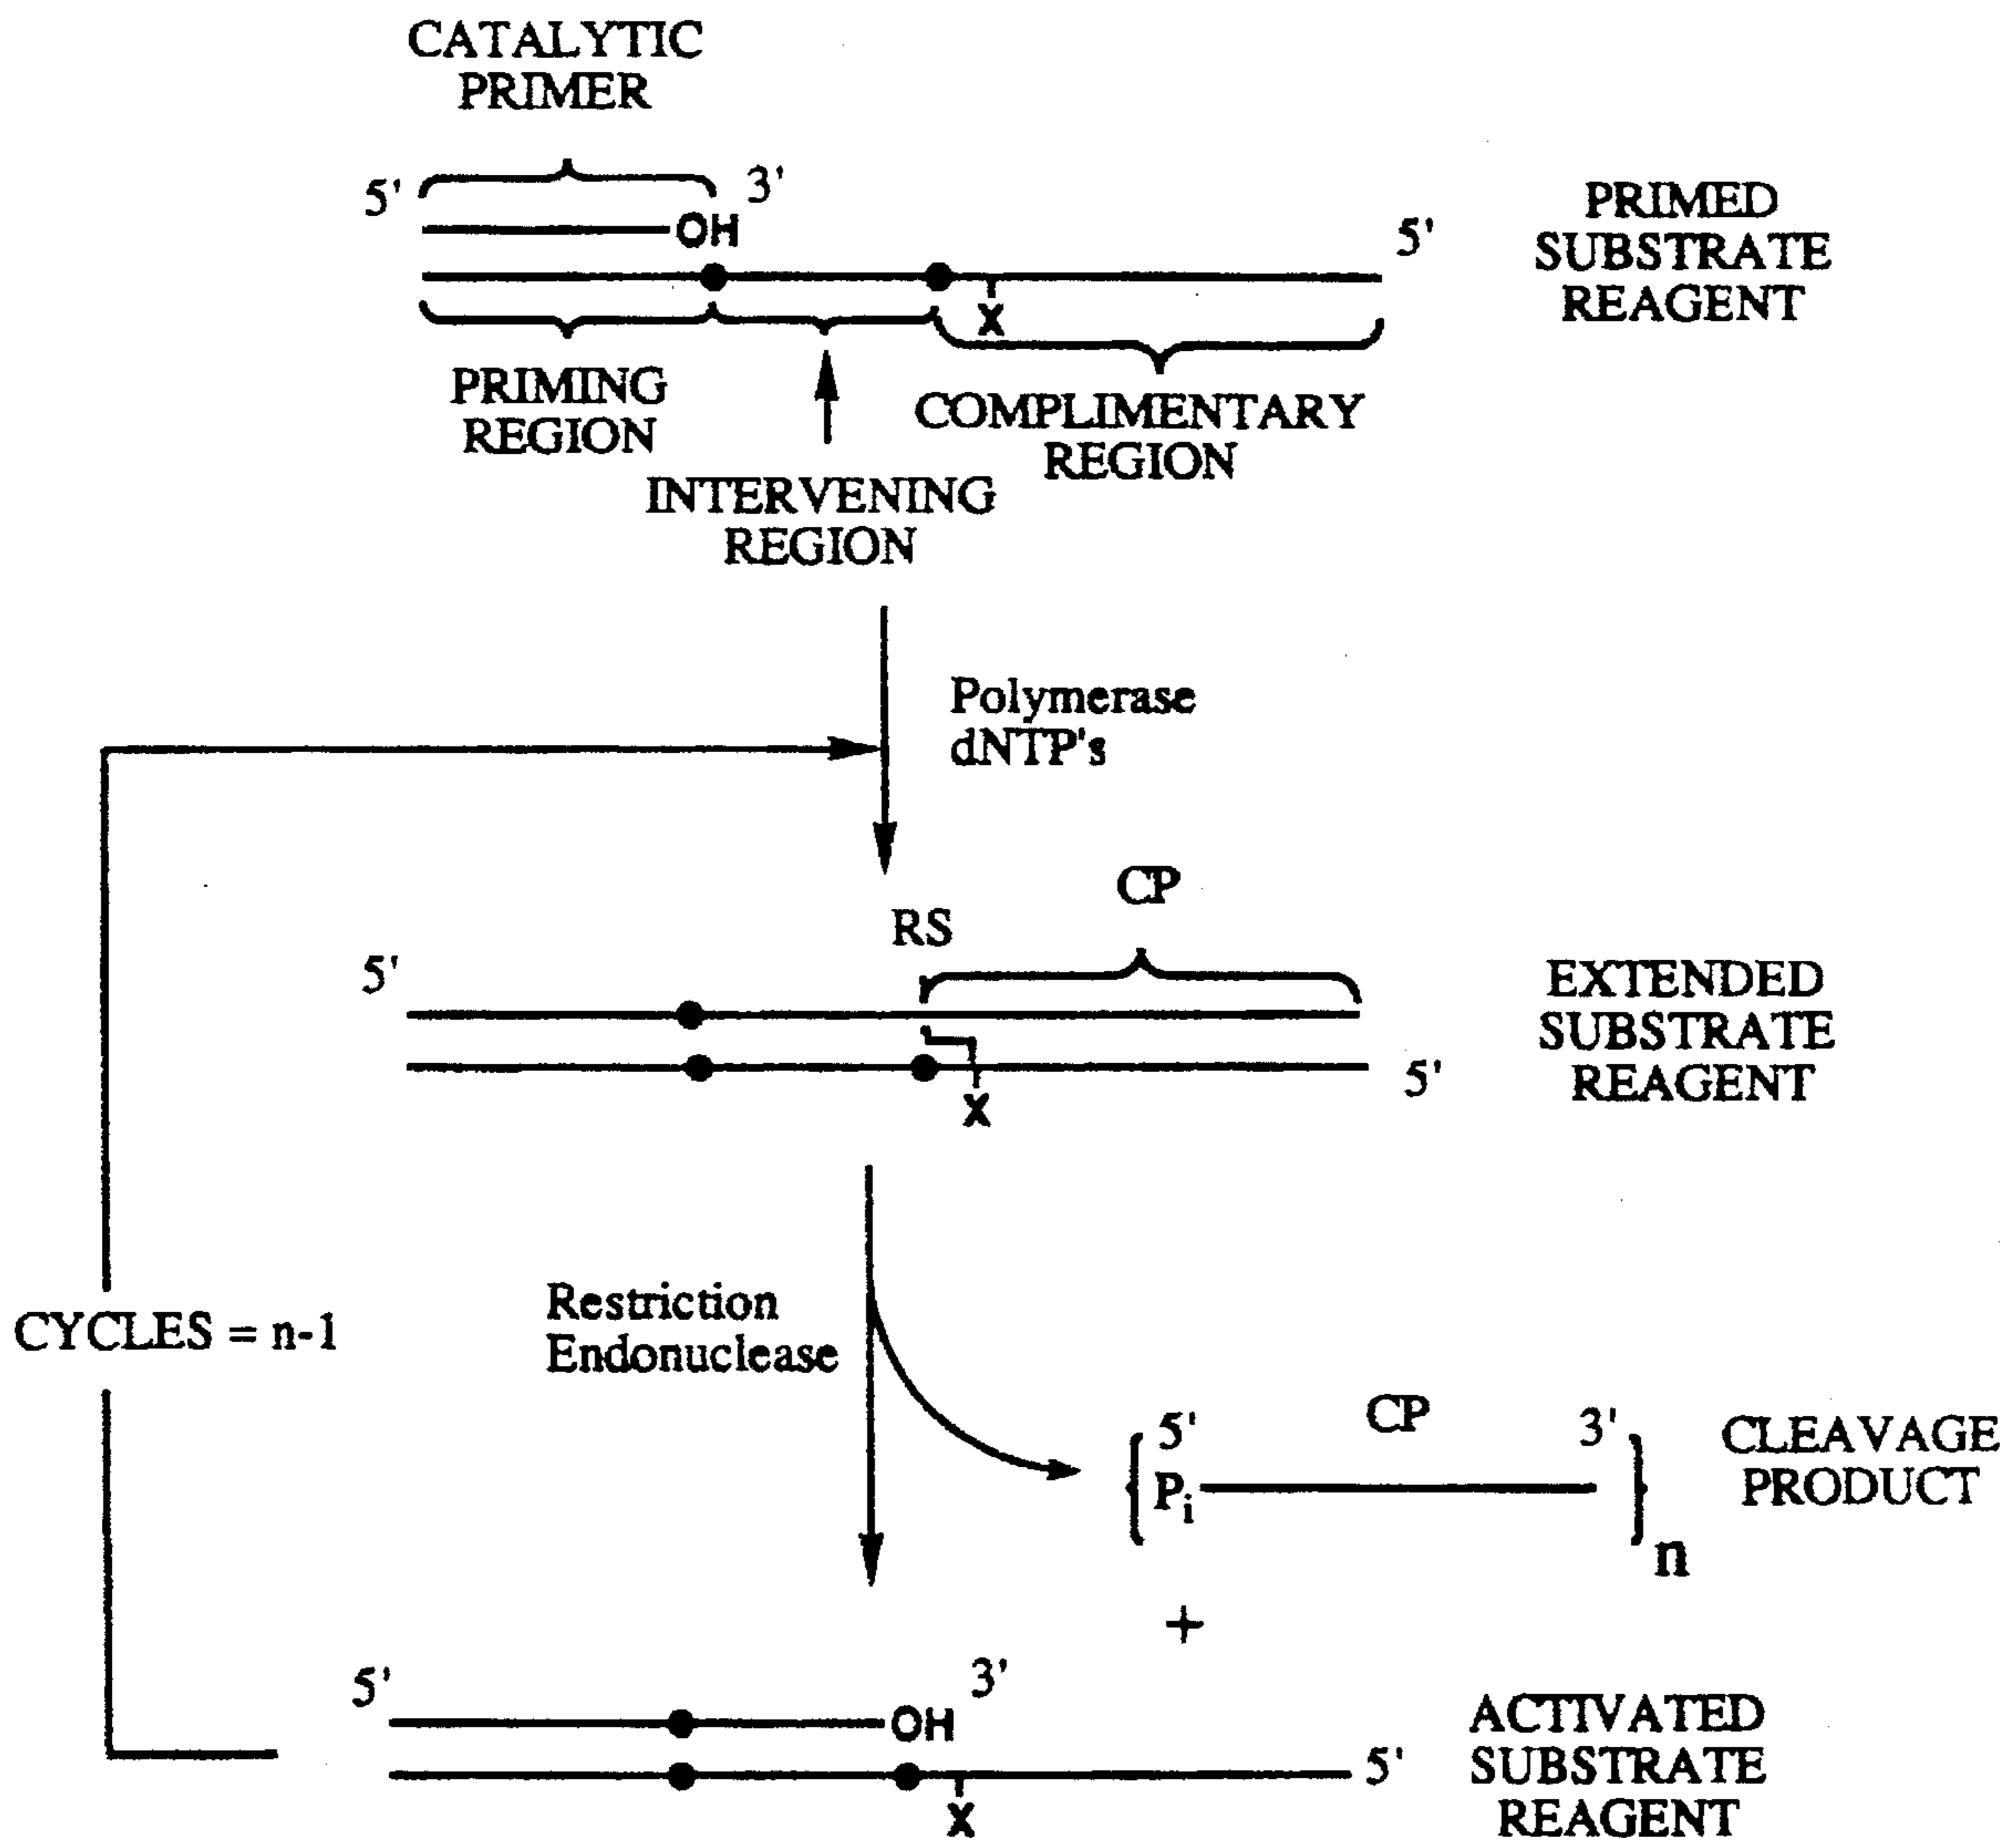 CATALYTIC
PRIMER
5' 3'
OH
5'
PRIMED
SUBSTRATE
REAGENT
X
PRIMING
REGION
COMPLIMENTARY
REGION
INTERVENING
REGION
Polymerase
dNTP's
CP
RS
5'
5'
X
EXTENDED
SUBSTRATE
REAGENT
Restriction
Endonuclease
CYCLES = n-1
5' CP 3'
{ Pi }n
CLEAVAGE
PRODUCT
+
5' 3'
OH
5'
X
ACTIVATED
SUBSTRATE
REAGENT